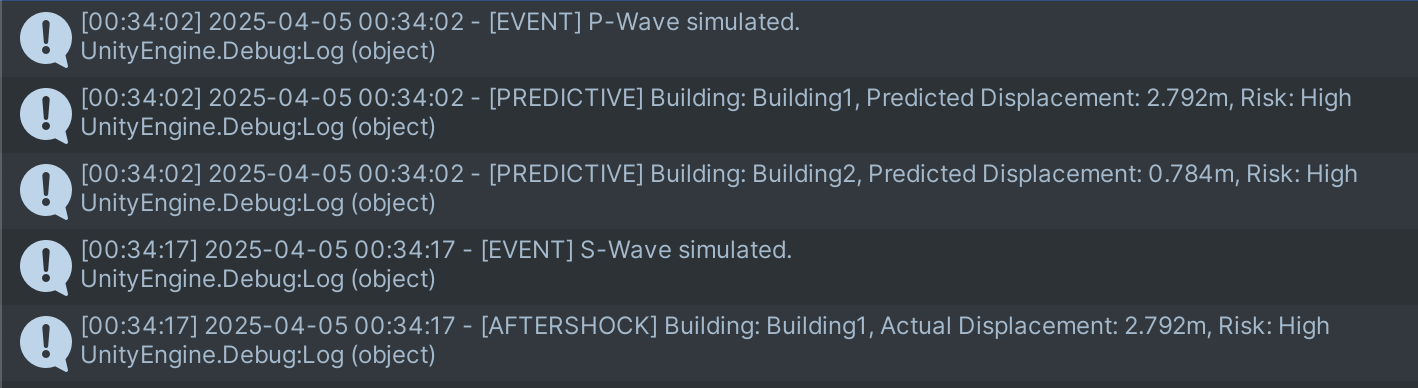 [00:34:02] 2025-04-05 00:34:02 - [EVENT] P-Wave simulated.
UnityEngine.Debug:Log (object)
[00:34:02] 2025-04-05 00:34:02 - [PREDICTIVE] Building: Building1, Predicted Displacement: 2.792m, Risk: High
UnityEngine.Debug:Log (object)
[00:34:02] 2025-04-05 00:34:02 - [PREDICTIVE] Building: Building2, Predicted Displacement: 0.784m, Risk: High
UnityEngine.Debug:Log (object)
[00:34:17] 2025-04-05 00:34:17 - [EVENT] S-Wave simulated.
UnityEngine.Debug:Log (object)
[00:34:17] 2025-04-05 00:34:17 - [AFTERSHOCK] Building: Building1, Actual Displacement: 2.792m, Risk: High
UnityEngine.Debug:Log (object)